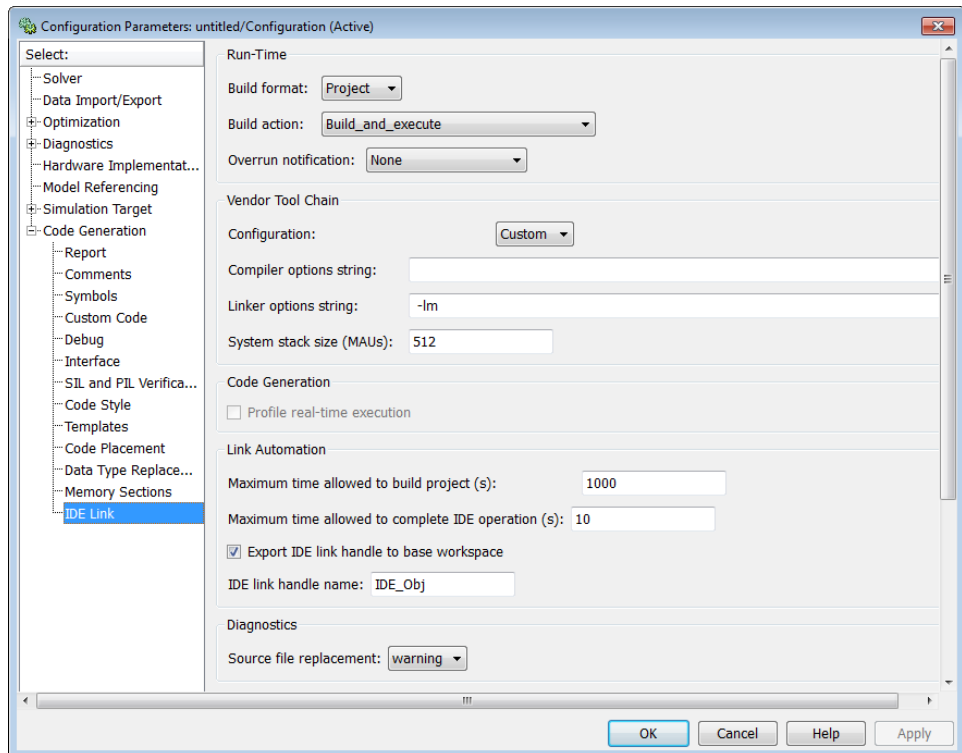 Configuration Parameters: untitled/Configuration (Active)
Select:
Solver
Data Import/Export
Optimization
Diagnostics
Hardware Implementat...
Model Referencing
Simulation Target
Code Generation
Report
Comments
Symbols
Custom Code
Debug
Interface
SIL and PIL Verifica...
Code Style
Templates
Code Placement
Data Type Replace...
Memory Sections
IDE Link
Run-Time
Build format: Project
Build action: Build_and_execute
Overrun notification: None
Vendor Tool Chain
Configuration: Custom
Compiler options string:
Linker options string: -lm
System stack size (MAUs): 512
Code Generation
Profile real-time execution
Link Automation
Maximum time allowed to build project (s): 1000
Maximum time allowed to complete IDE operation (s): 10
Export IDE link handle to base workspace
IDE link handle name: IDE_Obj
Diagnostics
Source file replacement: warning
OK Cancel Help Apply